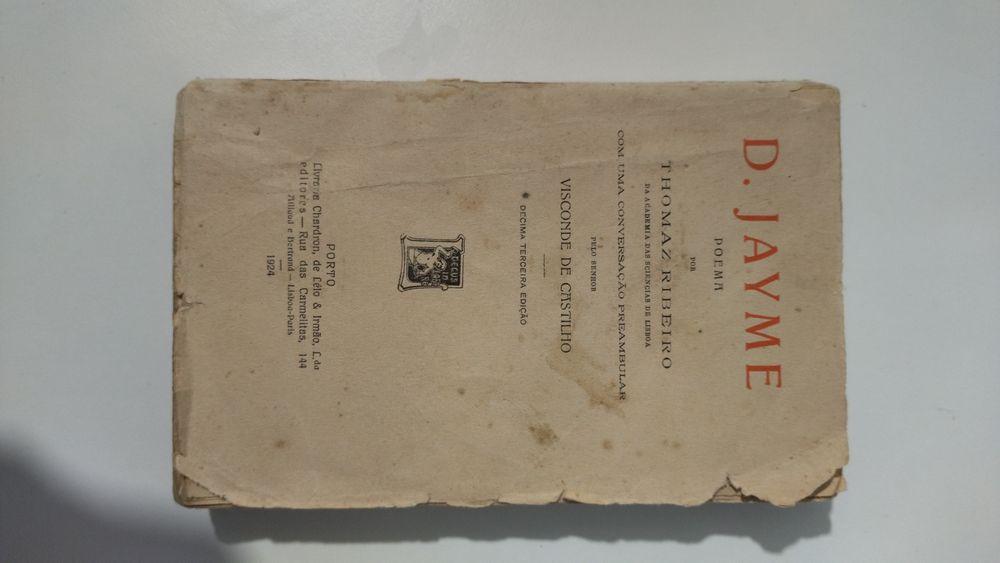 D. JAYME
POEMA
POR
THOMAZ RIBEIRO
DA ACADEMIA DAS SCIENCIAS DE LISBOA
COM UMA CONVERSAÇÃO PREAMBULAR
PELO SENHOR
VISCONDE DE CASTILHO
DECIMA TERCEIRA EDIÇÃO
DECUS
PORTO
Livraria Chardron, de Lélo & Irmão, L.da
editores — Rua das Carmelitas, 144
Aillaud e Bertrand — Lisboa-Paris
1924